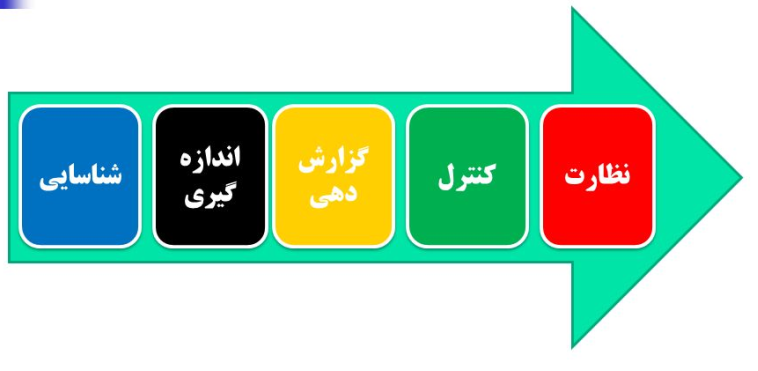 شناسایی
اندازه
گیری
گزارش
دهی
کنترل
نظارت